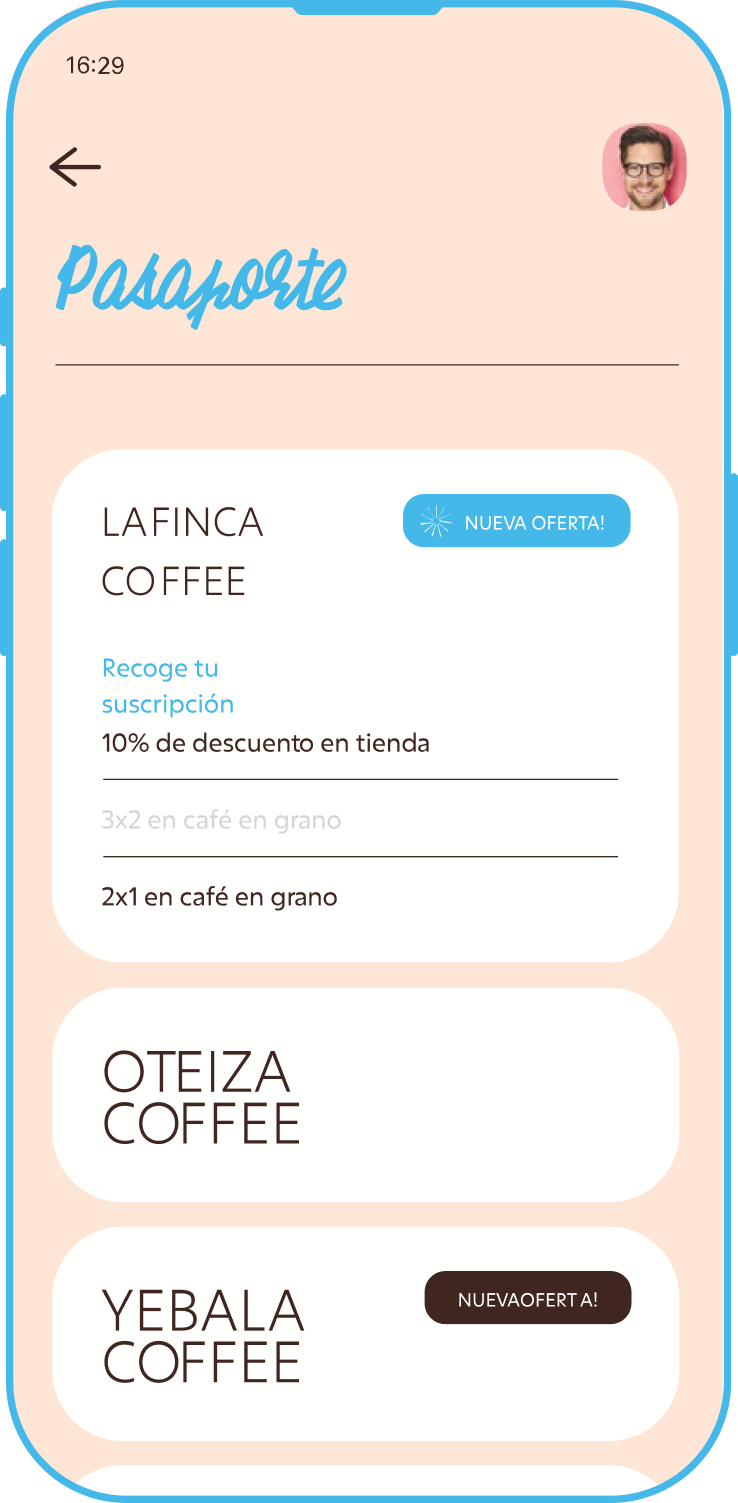 16:29
Pasaporte
LAFINCA
NUEVA OFERTA!
COFFEE
Recoge tu
suscripción
10% de descuento en tienda
3x2 en café en grano
2x1 en café en grano
OTEIZA
COFFEE
YEBALA
NUEVAOFERT A!
COFFEE